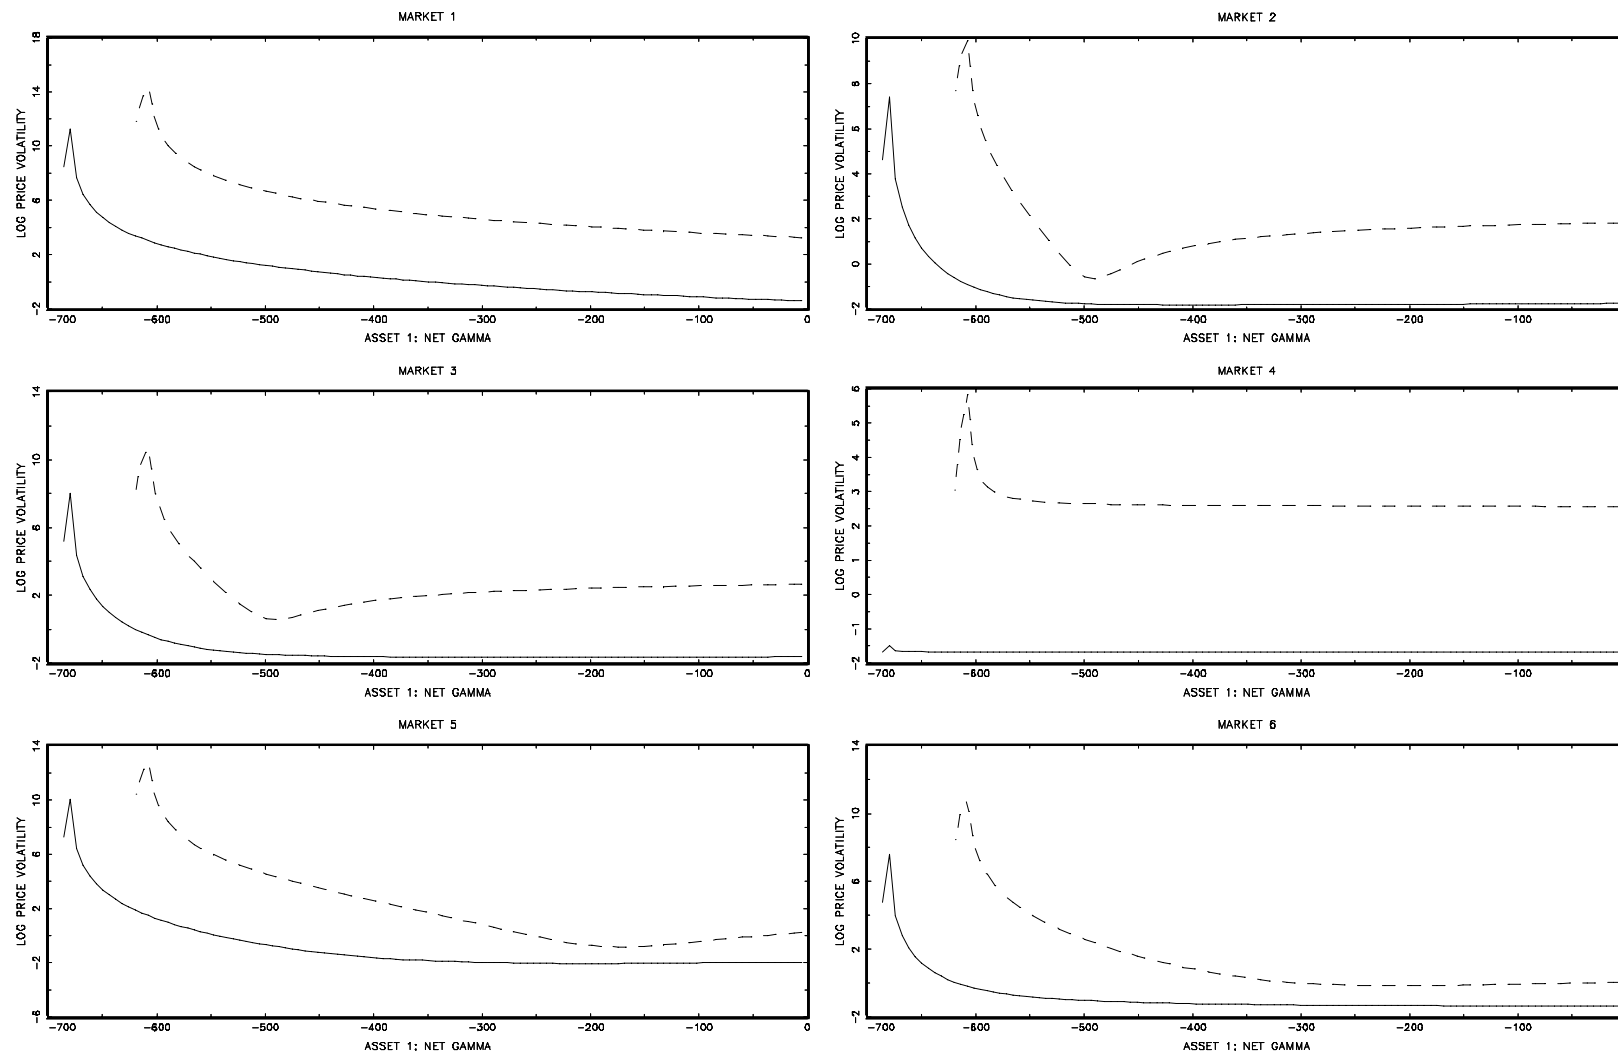 MARKET 1
LOG PRICE VOLATILITY
18
14
10
6
2
-2
-700 -600 -500 -400 -300 -200 -100 0
ASSET 1: NET GAMMA
MARKET 2
LOG PRICE VOLATILITY
10
8
6
4
2
0
-2
-700 -600 -500 -400 -300 -200 -100
ASSET 1: NET GAMMA
MARKET 3
LOG PRICE VOLATILITY
14
10
6
2
-2
-700 -600 -500 -400 -300 -200 -100 0
ASSET 1: NET GAMMA
MARKET 4
LOG PRICE VOLATILITY
6
5
4
3
2
1
0
-1
-2
-700 -600 -500 -400 -300 -200 -100
ASSET 1: NET GAMMA
MARKET 5
LOG PRICE VOLATILITY
14
10
6
2
-2
-6
-700 -600 -500 -400 -300 -200 -100 0
ASSET 1: NET GAMMA
MARKET 6
LOG PRICE VOLATILITY
14
10
6
2
-2
-700 -600 -500 -400 -300 -200 -100
ASSET 1: NET GAMMA